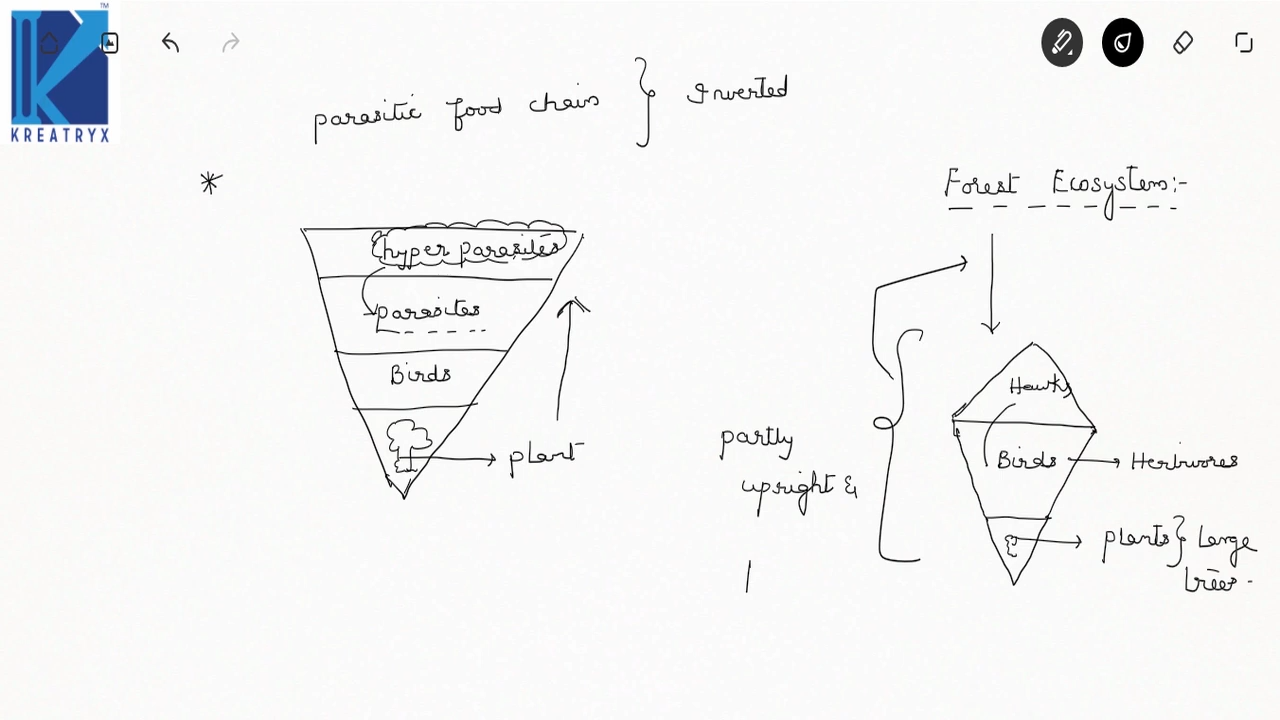 TM
KREATRYX
parasitic food chain } Inverted
*
hyper parasites
parasites
Birds
plant
Forest Ecosystem:-
Hawks
Birds → Herbivores
plants } Large
trees.
partly
upright &